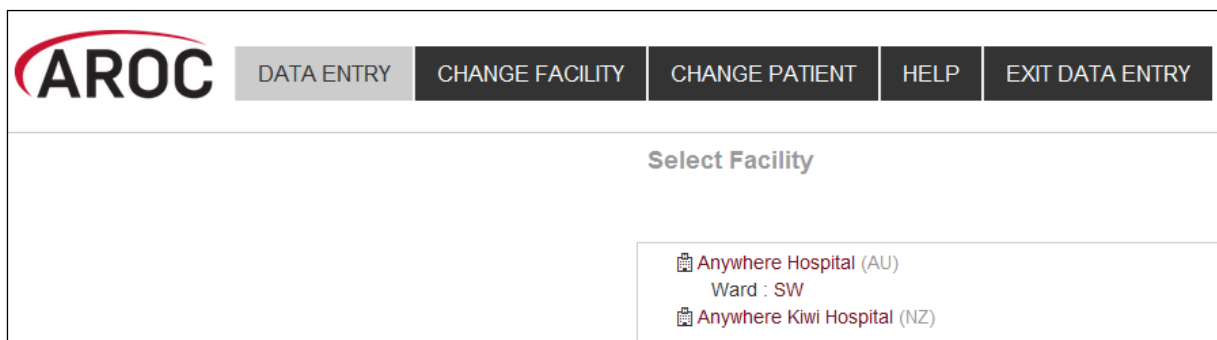 AROC DATA ENTRY CHANGE FACILITY CHANGE PATIENT HELP EXIT DATA ENTRY
Select Facility
Anywhere Hospital (AU)
Ward : SW
Anywhere Kiwi Hospital (NZ)